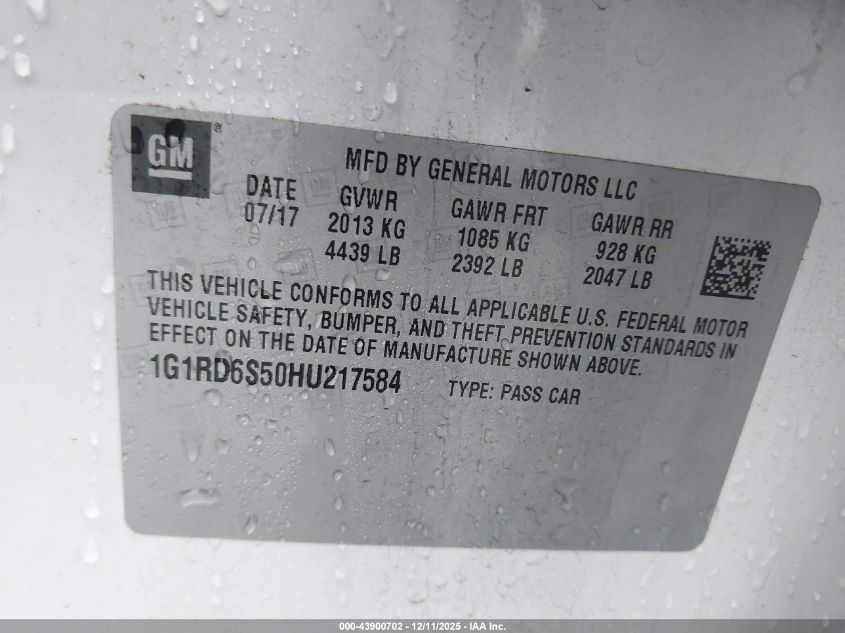 GM ®
MFD BY GENERAL MOTORS LLC
DATE GVWR GAWR FRT GAWR RR
07/17 2013 KG 1085 KG 928 KG
4439 LB 2392 LB 2047 LB
THIS VEHICLE CONFORMS TO ALL APPLICABLE U.S. FEDERAL MOTOR
VEHICLE SAFETY, BUMPER, AND THEFT PREVENTION STANDARDS IN
EFFECT ON THE DATE OF MANUFACTURE SHOWN ABOVE.
1G1RD6S50HU217584 TYPE: PASS CAR
000-43900702 - 12/11/2025 - IAA Inc.